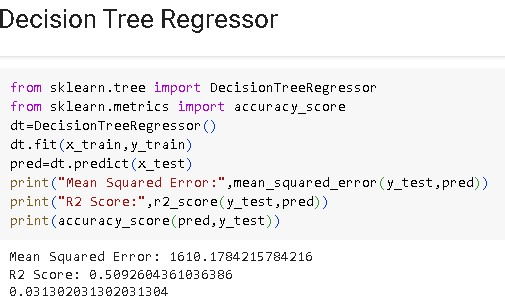 Decision Tree Regressor
from sklearn.tree import DecisionTreeRegressor
from sklearn.metrics import accuracy_score
dt=DecisionTreeRegressor()
dt.fit(x_train,y_train)
pred=dt.predict(x_test)
print("Mean Squared Error:",mean_squared_error(y_test,pred))
print("R2 Score:",r2_score(y_test,pred))
print(accuracy_score(pred,y_test))
Mean Squared Error: 1610.1784215784216
R2 Score: 0.5092604361036386
0.031302031302031304